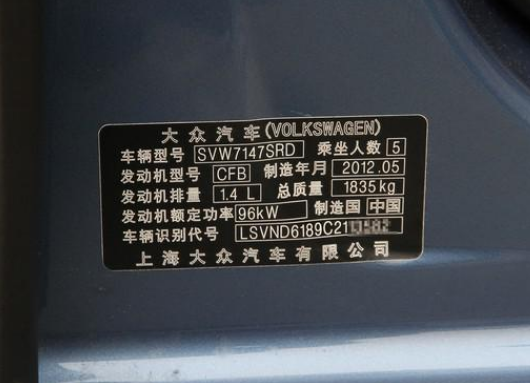 大众汽车(VOLKSWAGEN)
车辆型号 SVW7147SRD 乘坐人数 5
发动机型号 CFB 制造年月 2012.05
发动机排量 1.4 L 总质量 1835kg
发动机额定功率 96kW 制造国 中国
车辆识别代号 LSVND6189C21
上海大众汽车有限公司